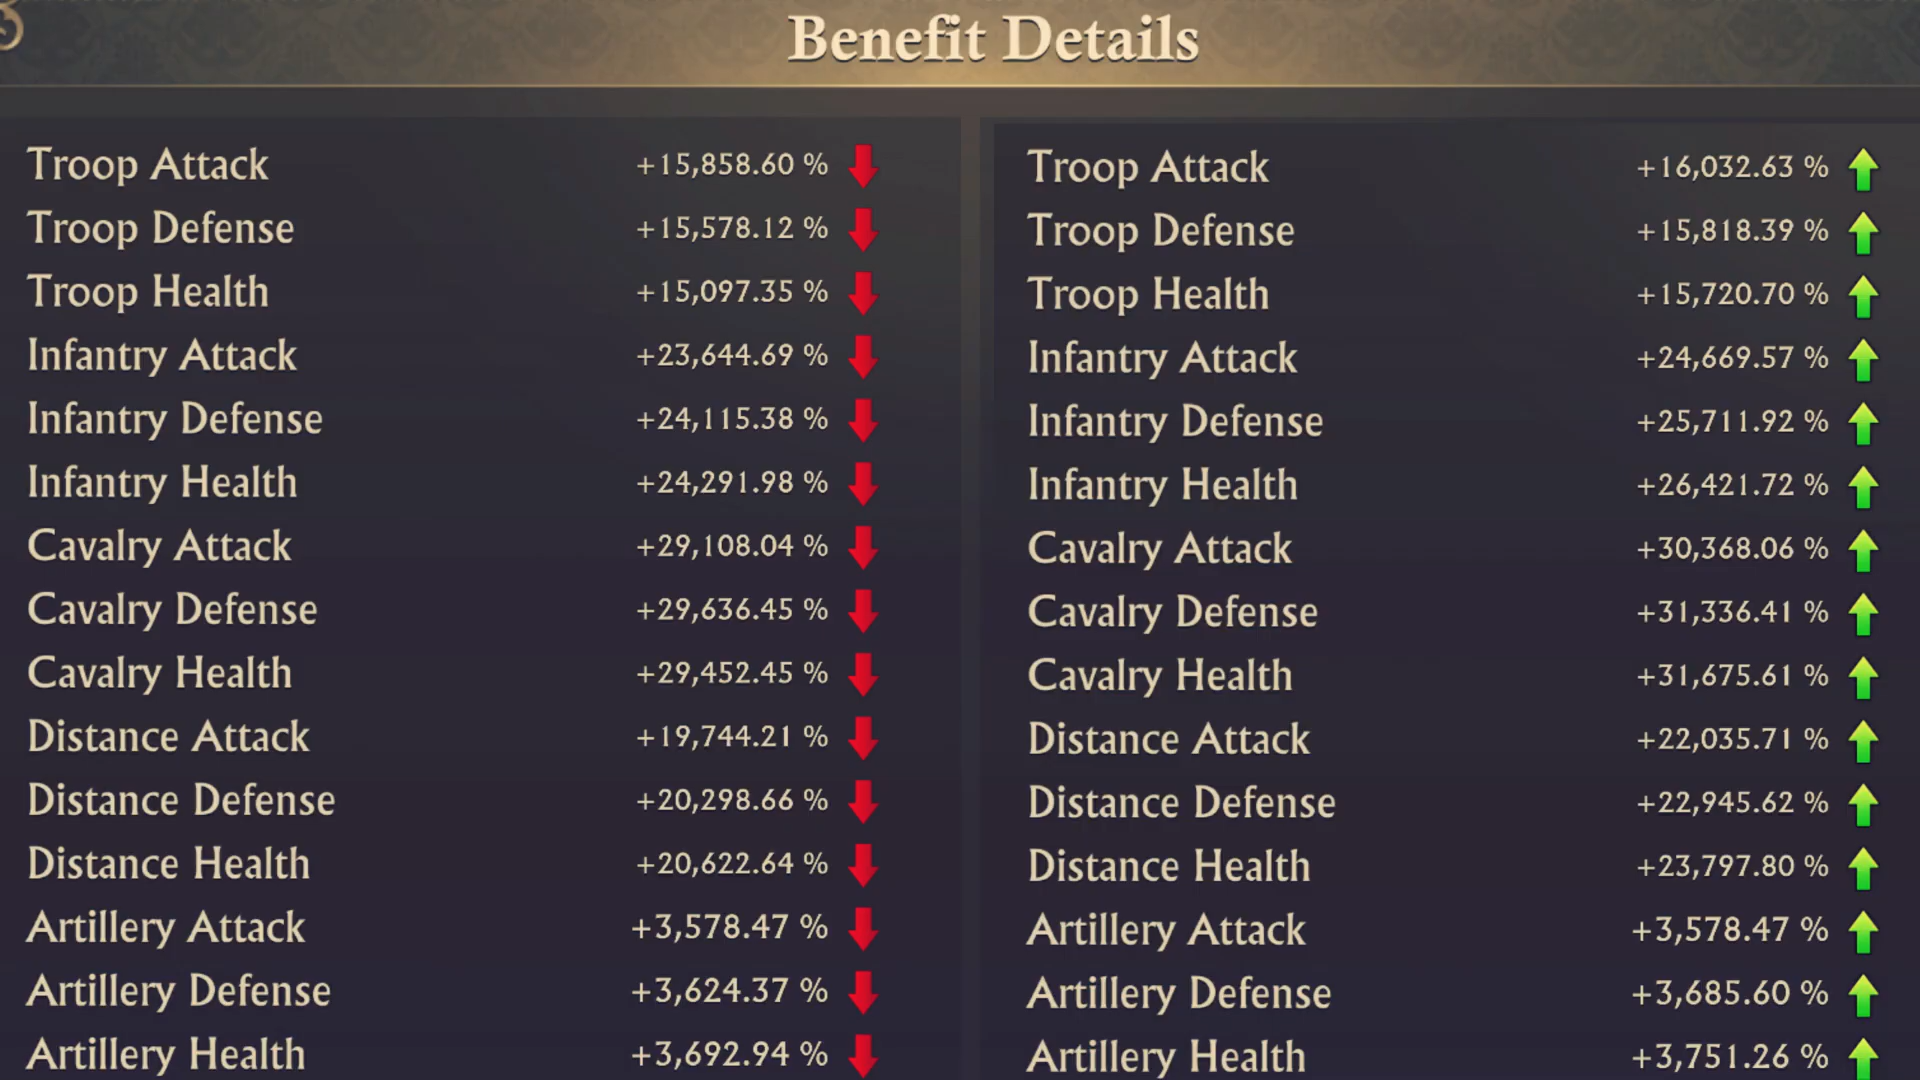 Benefit Details
Troop Attack +15,858.60 %
Troop Defense +15,578.12 %
Troop Health +15,097.35 %
Infantry Attack +23,644.69 %
Infantry Defense +24,115.38 %
Infantry Health +24,291.98 %
Cavalry Attack +29,108.04 %
Cavalry Defense +29,636.45 %
Cavalry Health +29,452.45 %
Distance Attack +19,744.21 %
Distance Defense +20,298.66 %
Distance Health +20,622.64 %
Artillery Attack +3,578.47 %
Artillery Defense +3,624.37 %
Artillery Health +3,692.94 %
Troop Attack +16,032.63 %
Troop Defense +15,818.39 %
Troop Health +15,720.70 %
Infantry Attack +24,669.57 %
Infantry Defense +25,711.92 %
Infantry Health +26,421.72 %
Cavalry Attack +30,368.06 %
Cavalry Defense +31,336.41 %
Cavalry Health +31,675.61 %
Distance Attack +22,035.71 %
Distance Defense +22,945.62 %
Distance Health +23,797.80 %
Artillery Attack +3,578.47 %
Artillery Defense +3,685.60 %
Artillery Health +3,751.26 %